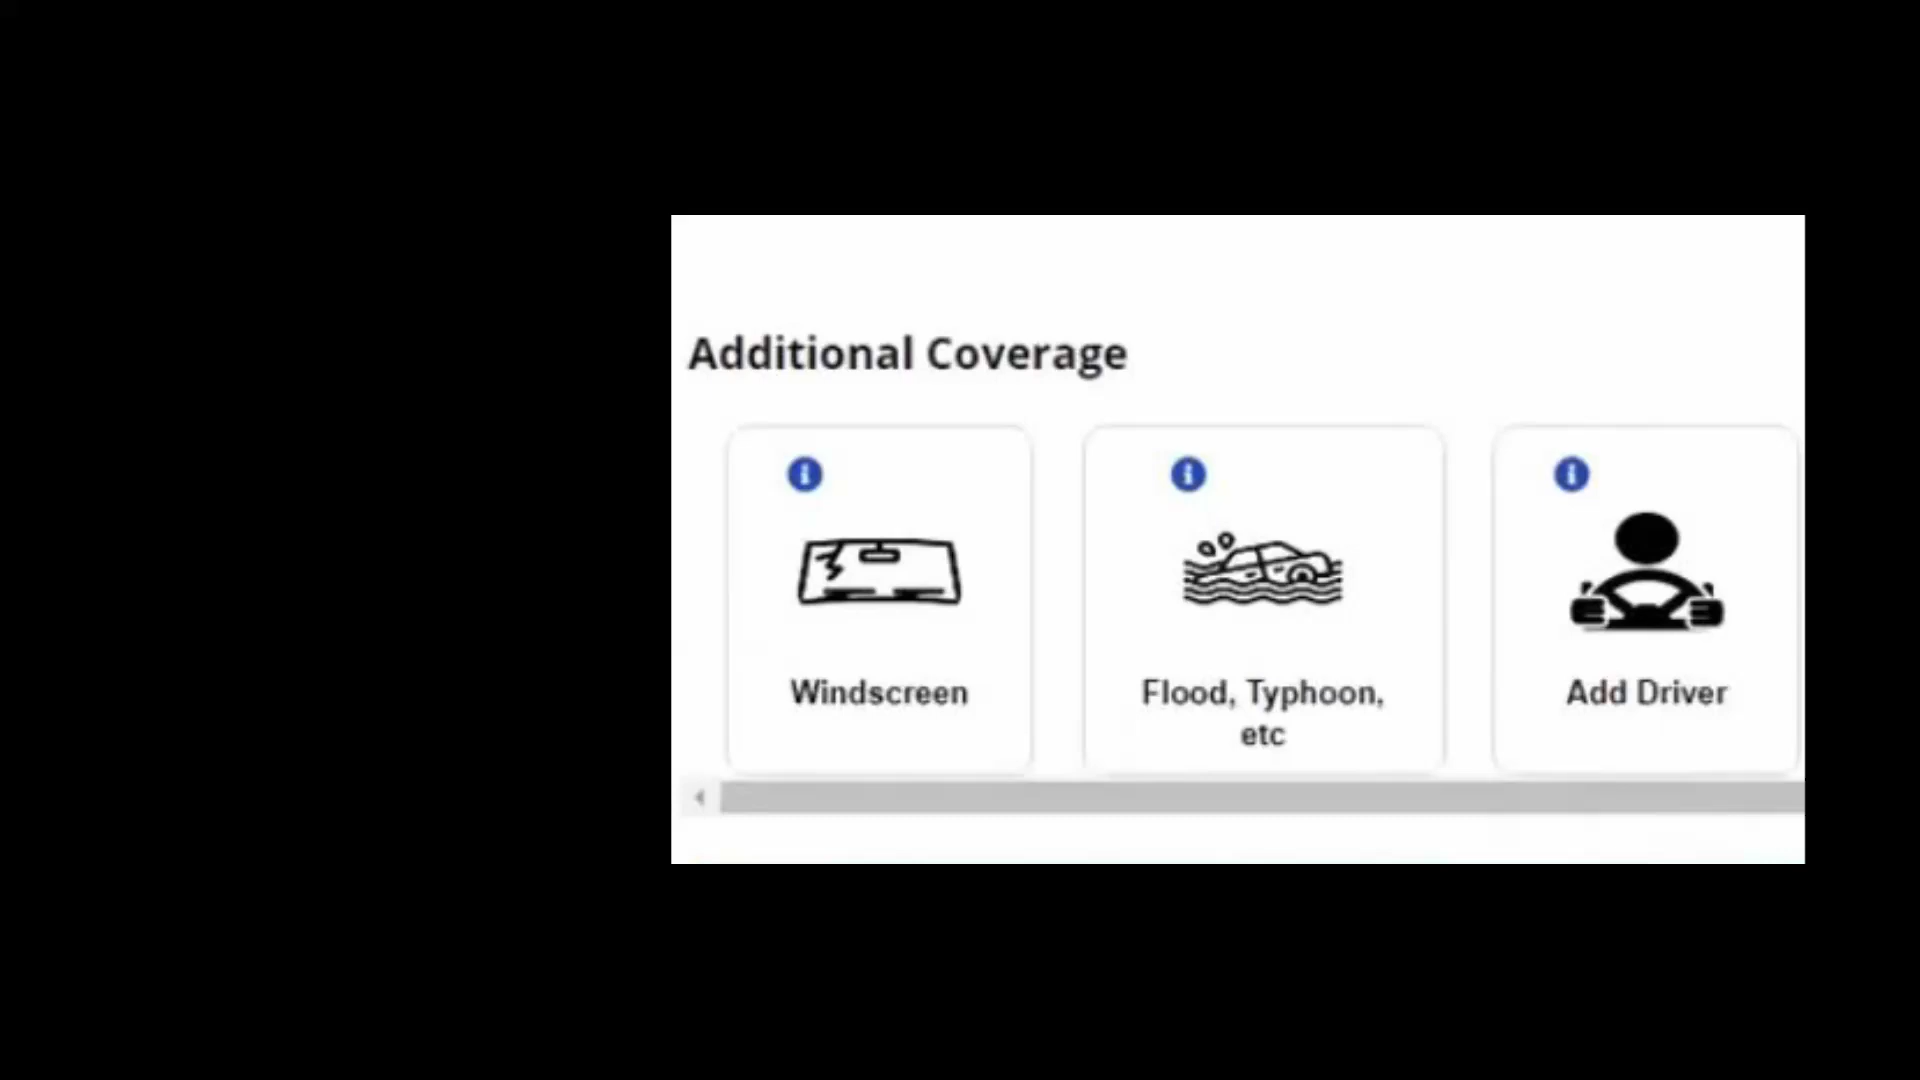 Additional Coverage
Windscreen
Flood, Typhoon,
etc
Add Driver